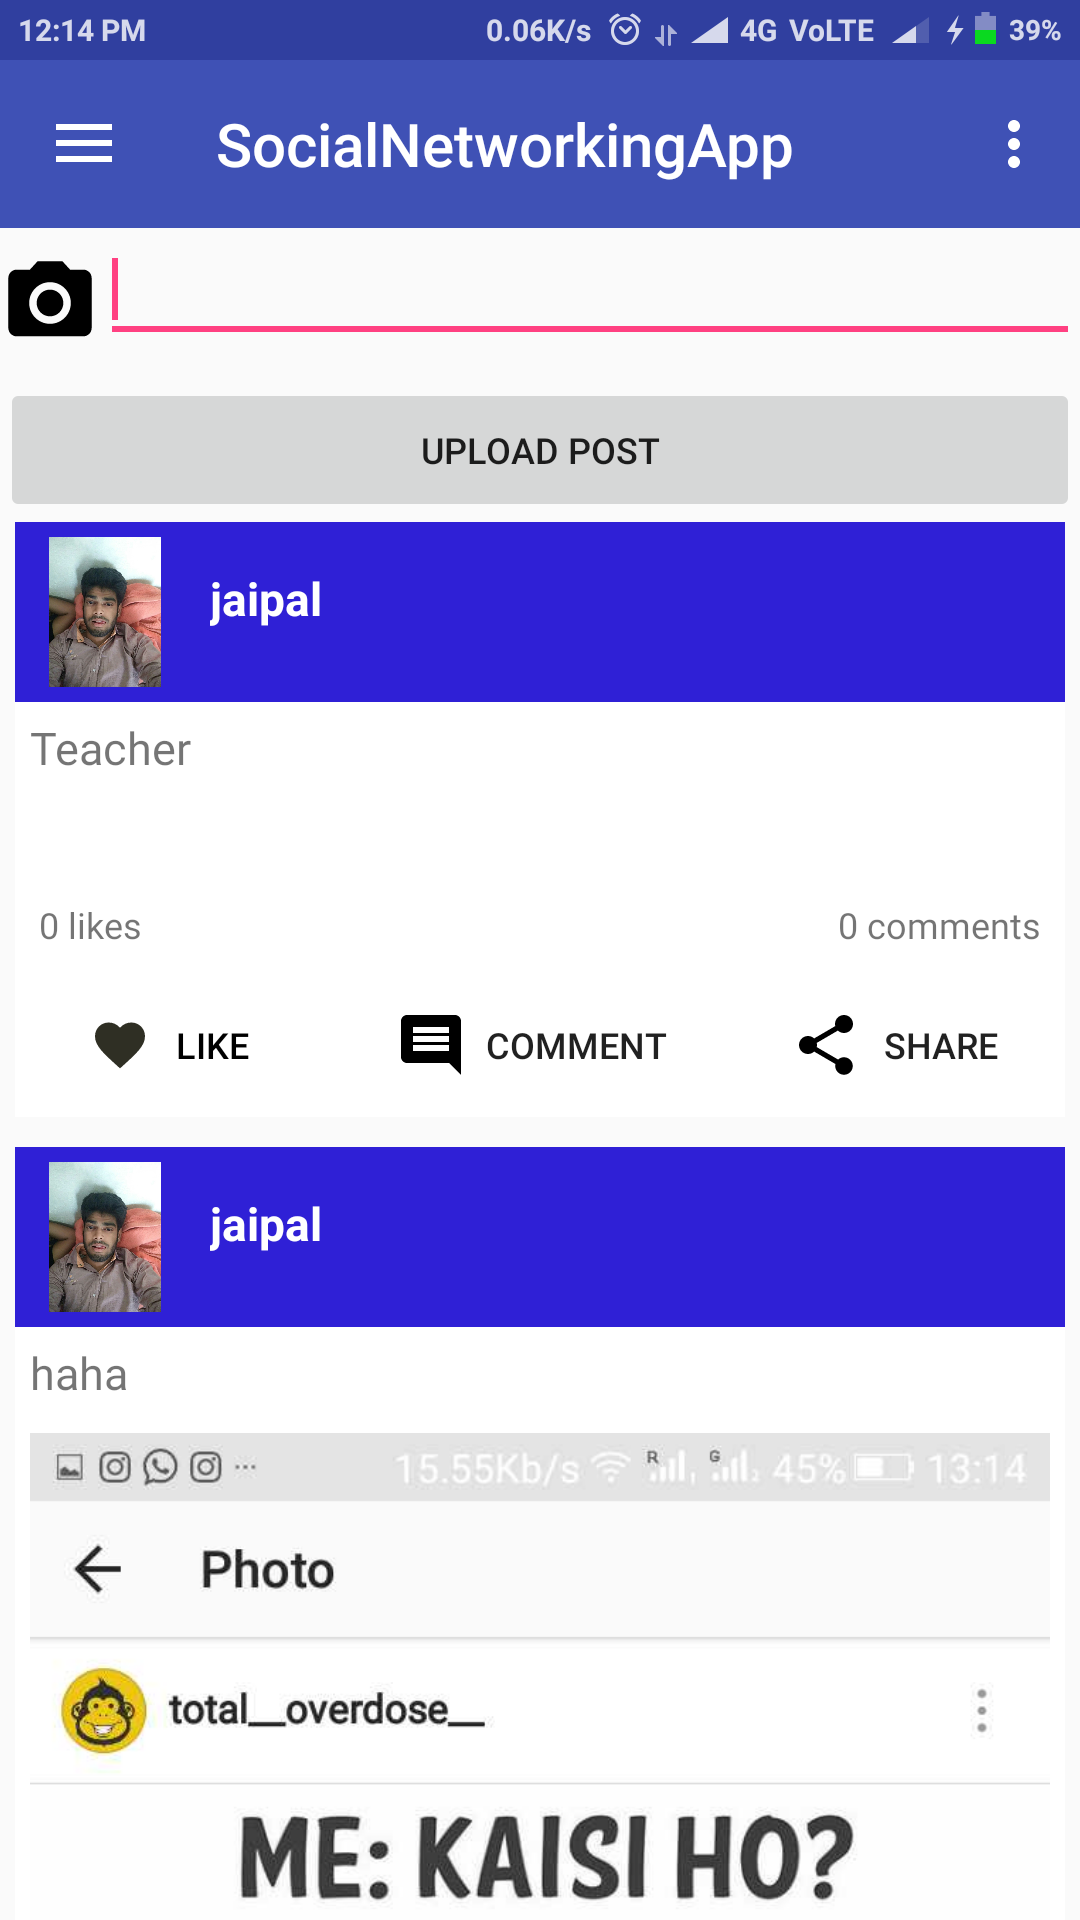 12:14 PM 0.06K/s 4G VoLTE 39%
SocialNetworkingApp
UPLOAD POST
jaipal
Teacher
0 likes 0 comments
LIKE COMMENT SHARE
jaipal
haha
15.55Kb/s R G 45% 13:14
Photo
total__overdose__
ME: KAISI HO?